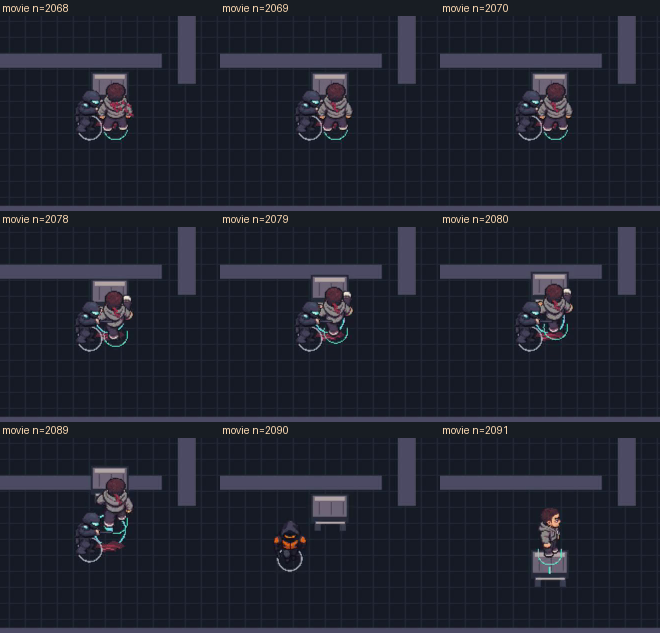 movie n=2068
movie n=2069
movie n=2070
movie n=2078
movie n=2079
movie n=2080
movie n=2089
movie n=2090
movie n=2091